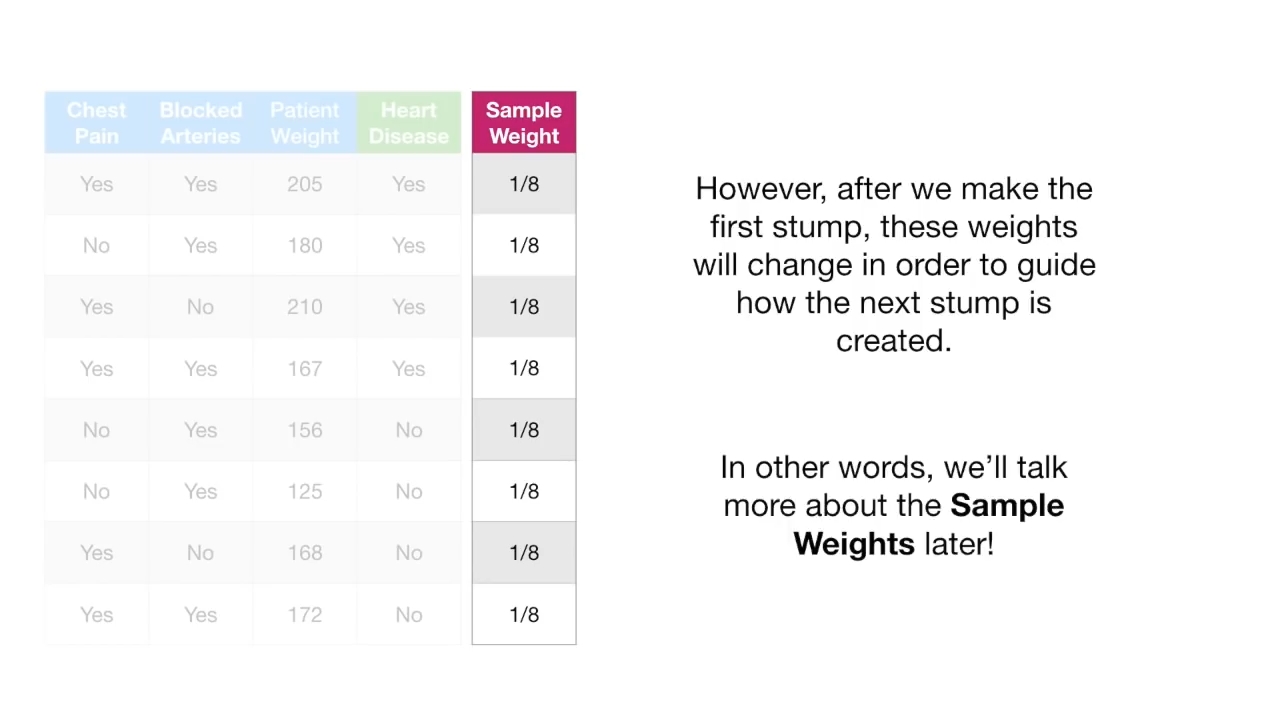 Chest Pain Blocked Arteries Patient Weight Heart Disease Sample Weight
Yes Yes 205 Yes 1/8
No Yes 180 Yes 1/8
Yes No 210 Yes 1/8
Yes Yes 167 Yes 1/8
No Yes 156 No 1/8
No Yes 125 No 1/8
Yes No 168 No 1/8
Yes Yes 172 No 1/8
However, after we make the
first stump, these weights
will change in order to guide
how the next stump is
created.
In other words, we’ll talk
more about the Sample
Weights later!